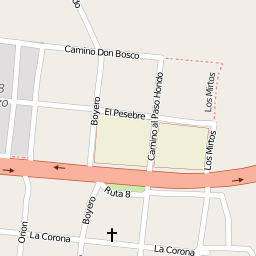 Camino Don Bosco
Los Mirtos
Boyero
El Pesebre
Camino al Paso Hondo
Los Mirtos
Ruta 8
Boyero
Orion
La Corona
La Corona